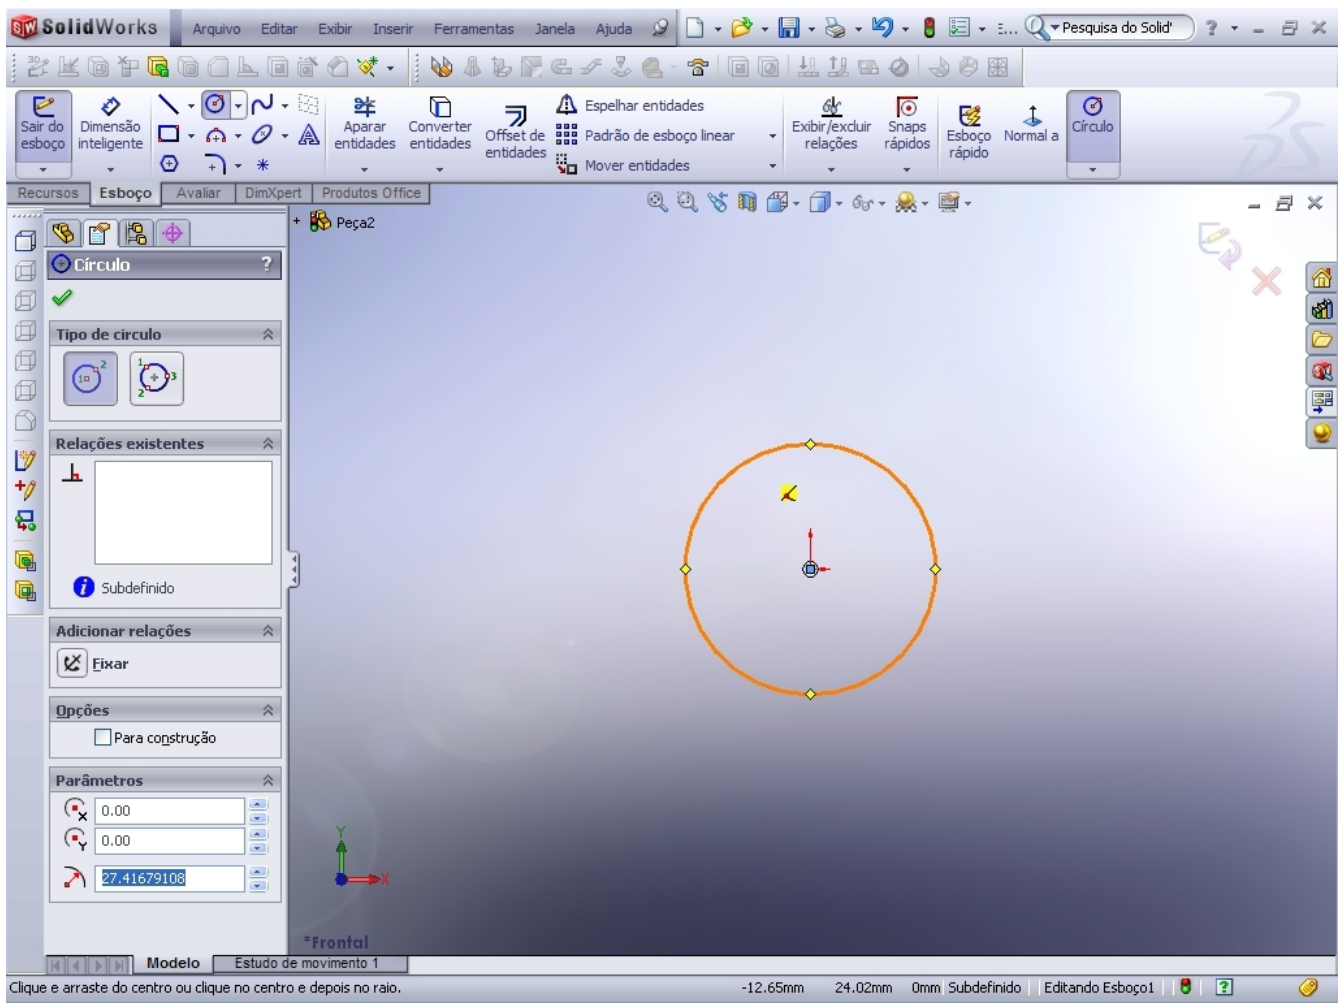 SolidWorks Arquivo Editar Exibir Inserir Ferramentas Janela Ajuda E... Pesquisa do Solid' ?
Sair do esboço
Dimensão inteligente
Aparar entidades
Converter entidades
Offset de entidades
Espelhar entidades
Padrão de esboço linear
Mover entidades
Exibir/excluir relações
Snaps rápidos
Esboço rápido
Normal a
Círculo
Recursos Esboço Avaliar DimXpert Produtos Office
+ Peça2
Círculo ?
Tipo de circulo
Relações existentes
Subdefinido
Adicionar relações
Fixar
Opções
Para construção
Parâmetros
0.00
0.00
27.41679108
Y
X
*Frontal
Modelo Estudo de movimento 1
Clique e arraste do centro ou clique no centro e depois no raio. -12.65mm 24.02mm 0mm Subdefinido Editando Esboço1 ?